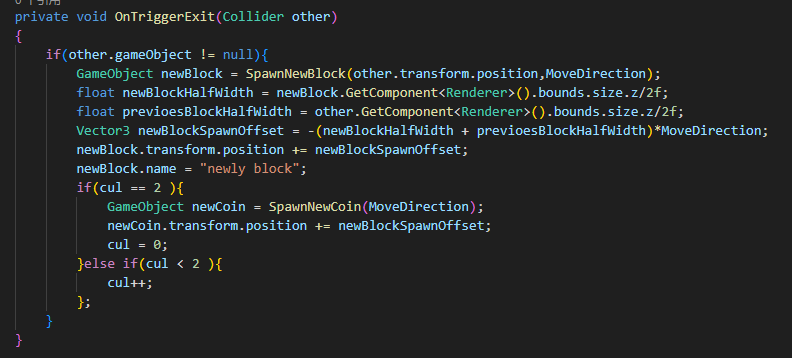 private void OnTriggerExit(Collider other)
{
    if(other.gameObject != null){
        GameObject newBlock = SpawnNewBlock(other.transform.position,MoveDirection);
        float newBlockHalfWidth = newBlock.GetComponent<Renderer>().bounds.size.z/2f;
        float previoesBlockHalfWidth = other.GetComponent<Renderer>().bounds.size.z/2f;
        Vector3 newBlockSpawnOffset = -(newBlockHalfWidth + previoesBlockHalfWidth)*MoveDirection;
        newBlock.transform.position += newBlockSpawnOffset;
        newBlock.name = "newly block";
        if(cul == 2 ){
            GameObject newCoin = SpawnNewCoin(MoveDirection);
            newCoin.transform.position += newBlockSpawnOffset;
            cul = 0;
        }else if(cul < 2 ){
            cul++;
        };
    }
}